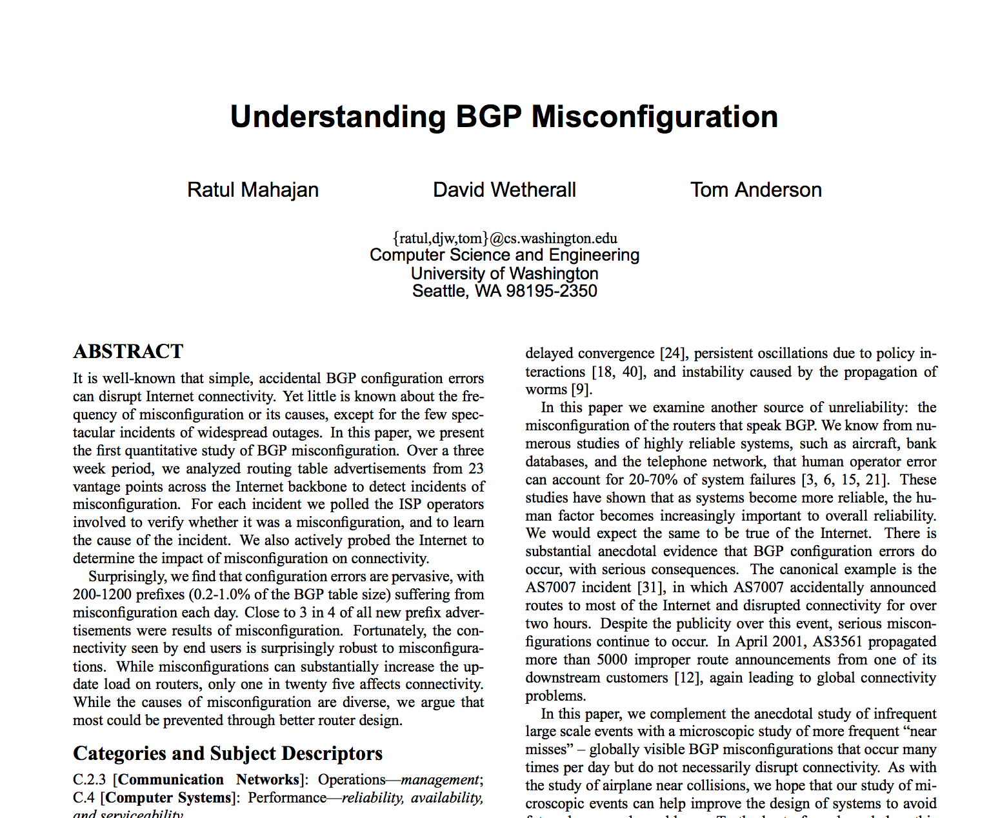 Understanding BGP Misconfiguration
Ratul Mahajan David Wetherall Tom Anderson
{ratul,djw,tom}@cs.washington.edu
Computer Science and Engineering
University of Washington
Seattle, WA 98195-2350
ABSTRACT
It is well-known that simple, accidental BGP configuration errors
can disrupt Internet connectivity. Yet little is known about the fre-
quency of misconfiguration or its causes, except for the few spec-
tacular incidents of widespread outages. In this paper, we present
the first quantitative study of BGP misconfiguration. Over a three
week period, we analyzed routing table advertisements from 23
vantage points across the Internet backbone to detect incidents of
misconfiguration. For each incident we polled the ISP operators
involved to verify whether it was a misconfiguration, and to learn
the cause of the incident. We also actively probed the Internet to
determine the impact of misconfiguration on connectivity.
Surprisingly, we find that configuration errors are pervasive, with
200-1200 prefixes (0.2-1.0% of the BGP table size) suffering from
misconfiguration each day. Close to 3 in 4 of all new prefix adver-
tisements were results of misconfiguration. Fortunately, the con-
nectivity seen by end users is surprisingly robust to misconfigura-
tions. While misconfigurations can substantially increase the up-
date load on routers, only one in twenty five affects connectivity.
While the causes of misconfiguration are diverse, we argue that
most could be prevented through better router design.
Categories and Subject Descriptors
C.2.3 [Communication Networks]: Operations—management;
C.4 [Computer Systems]: Performance—reliability, availability,
and serviceability
delayed convergence [24], persistent oscillations due to policy in-
teractions [18, 40], and instability caused by the propagation of
worms [9].
In this paper we examine another source of unreliability: the
misconfiguration of the routers that speak BGP. We know from nu-
merous studies of highly reliable systems, such as aircraft, bank
databases, and the telephone network, that human operator error
can account for 20-70% of system failures [3, 6, 15, 21]. These
studies have shown that as systems become more reliable, the hu-
man factor becomes increasingly important to overall reliability.
We would expect the same to be true of the Internet. There is
substantial anecdotal evidence that BGP configuration errors do
occur, with serious consequences. The canonical example is the
AS7007 incident [31], in which AS7007 accidentally announced
routes to most of the Internet and disrupted connectivity for over
two hours. Despite the publicity over this event, serious miscon-
figurations continue to occur. In April 2001, AS3561 propagated
more than 5000 improper route announcements from one of its
downstream customers [12], again leading to global connectivity
problems.
In this paper, we complement the anecdotal study of infrequent
large scale events with a microscopic study of more frequent “near
misses” – globally visible BGP misconfigurations that occur many
times per day but do not necessarily disrupt connectivity. As with
the study of airplane near collisions, we hope that our study of mi-
croscopic events can help improve the design of systems to avoid